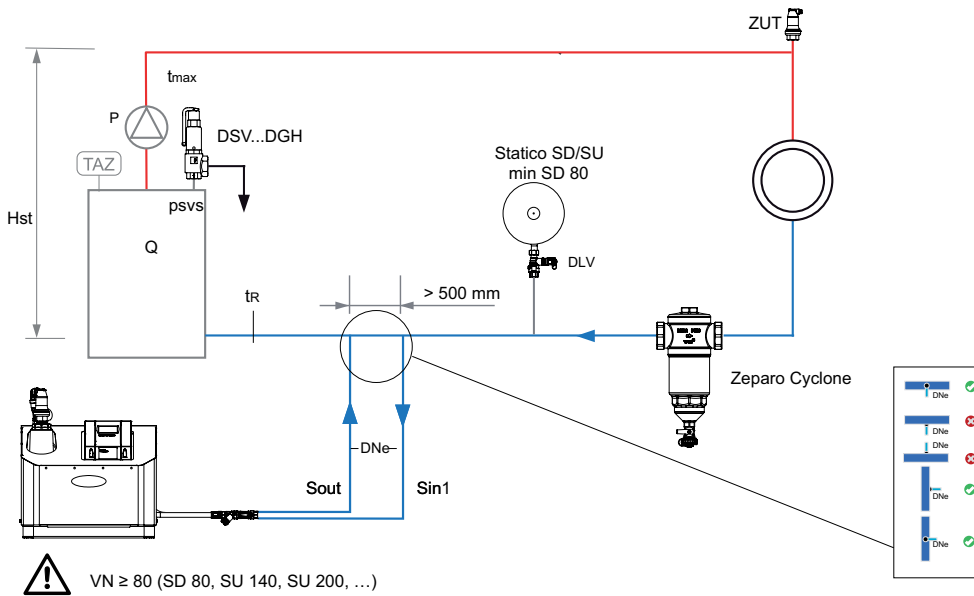 ZUT
tmax
P
DSV...DGH
TAZ
psvs
Statico SD/SU
min SD 80
Hst
Q
DLV
tR
> 500 mm
Zeparo Cyclone
DNe
Sout
Sin1
DNe
DNe
DNe
DNe
DNe
VN ≥ 80 (SD 80, SU 140, SU 200, …)